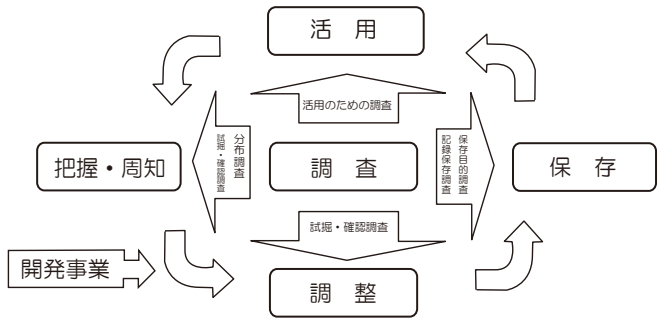 活　用
活用のための調査
分布調査
試掘・確認調査
保存目的調査
記録保存調査
把握・周知
調　査
保　存
試掘・確認調査
開発事業
調　整